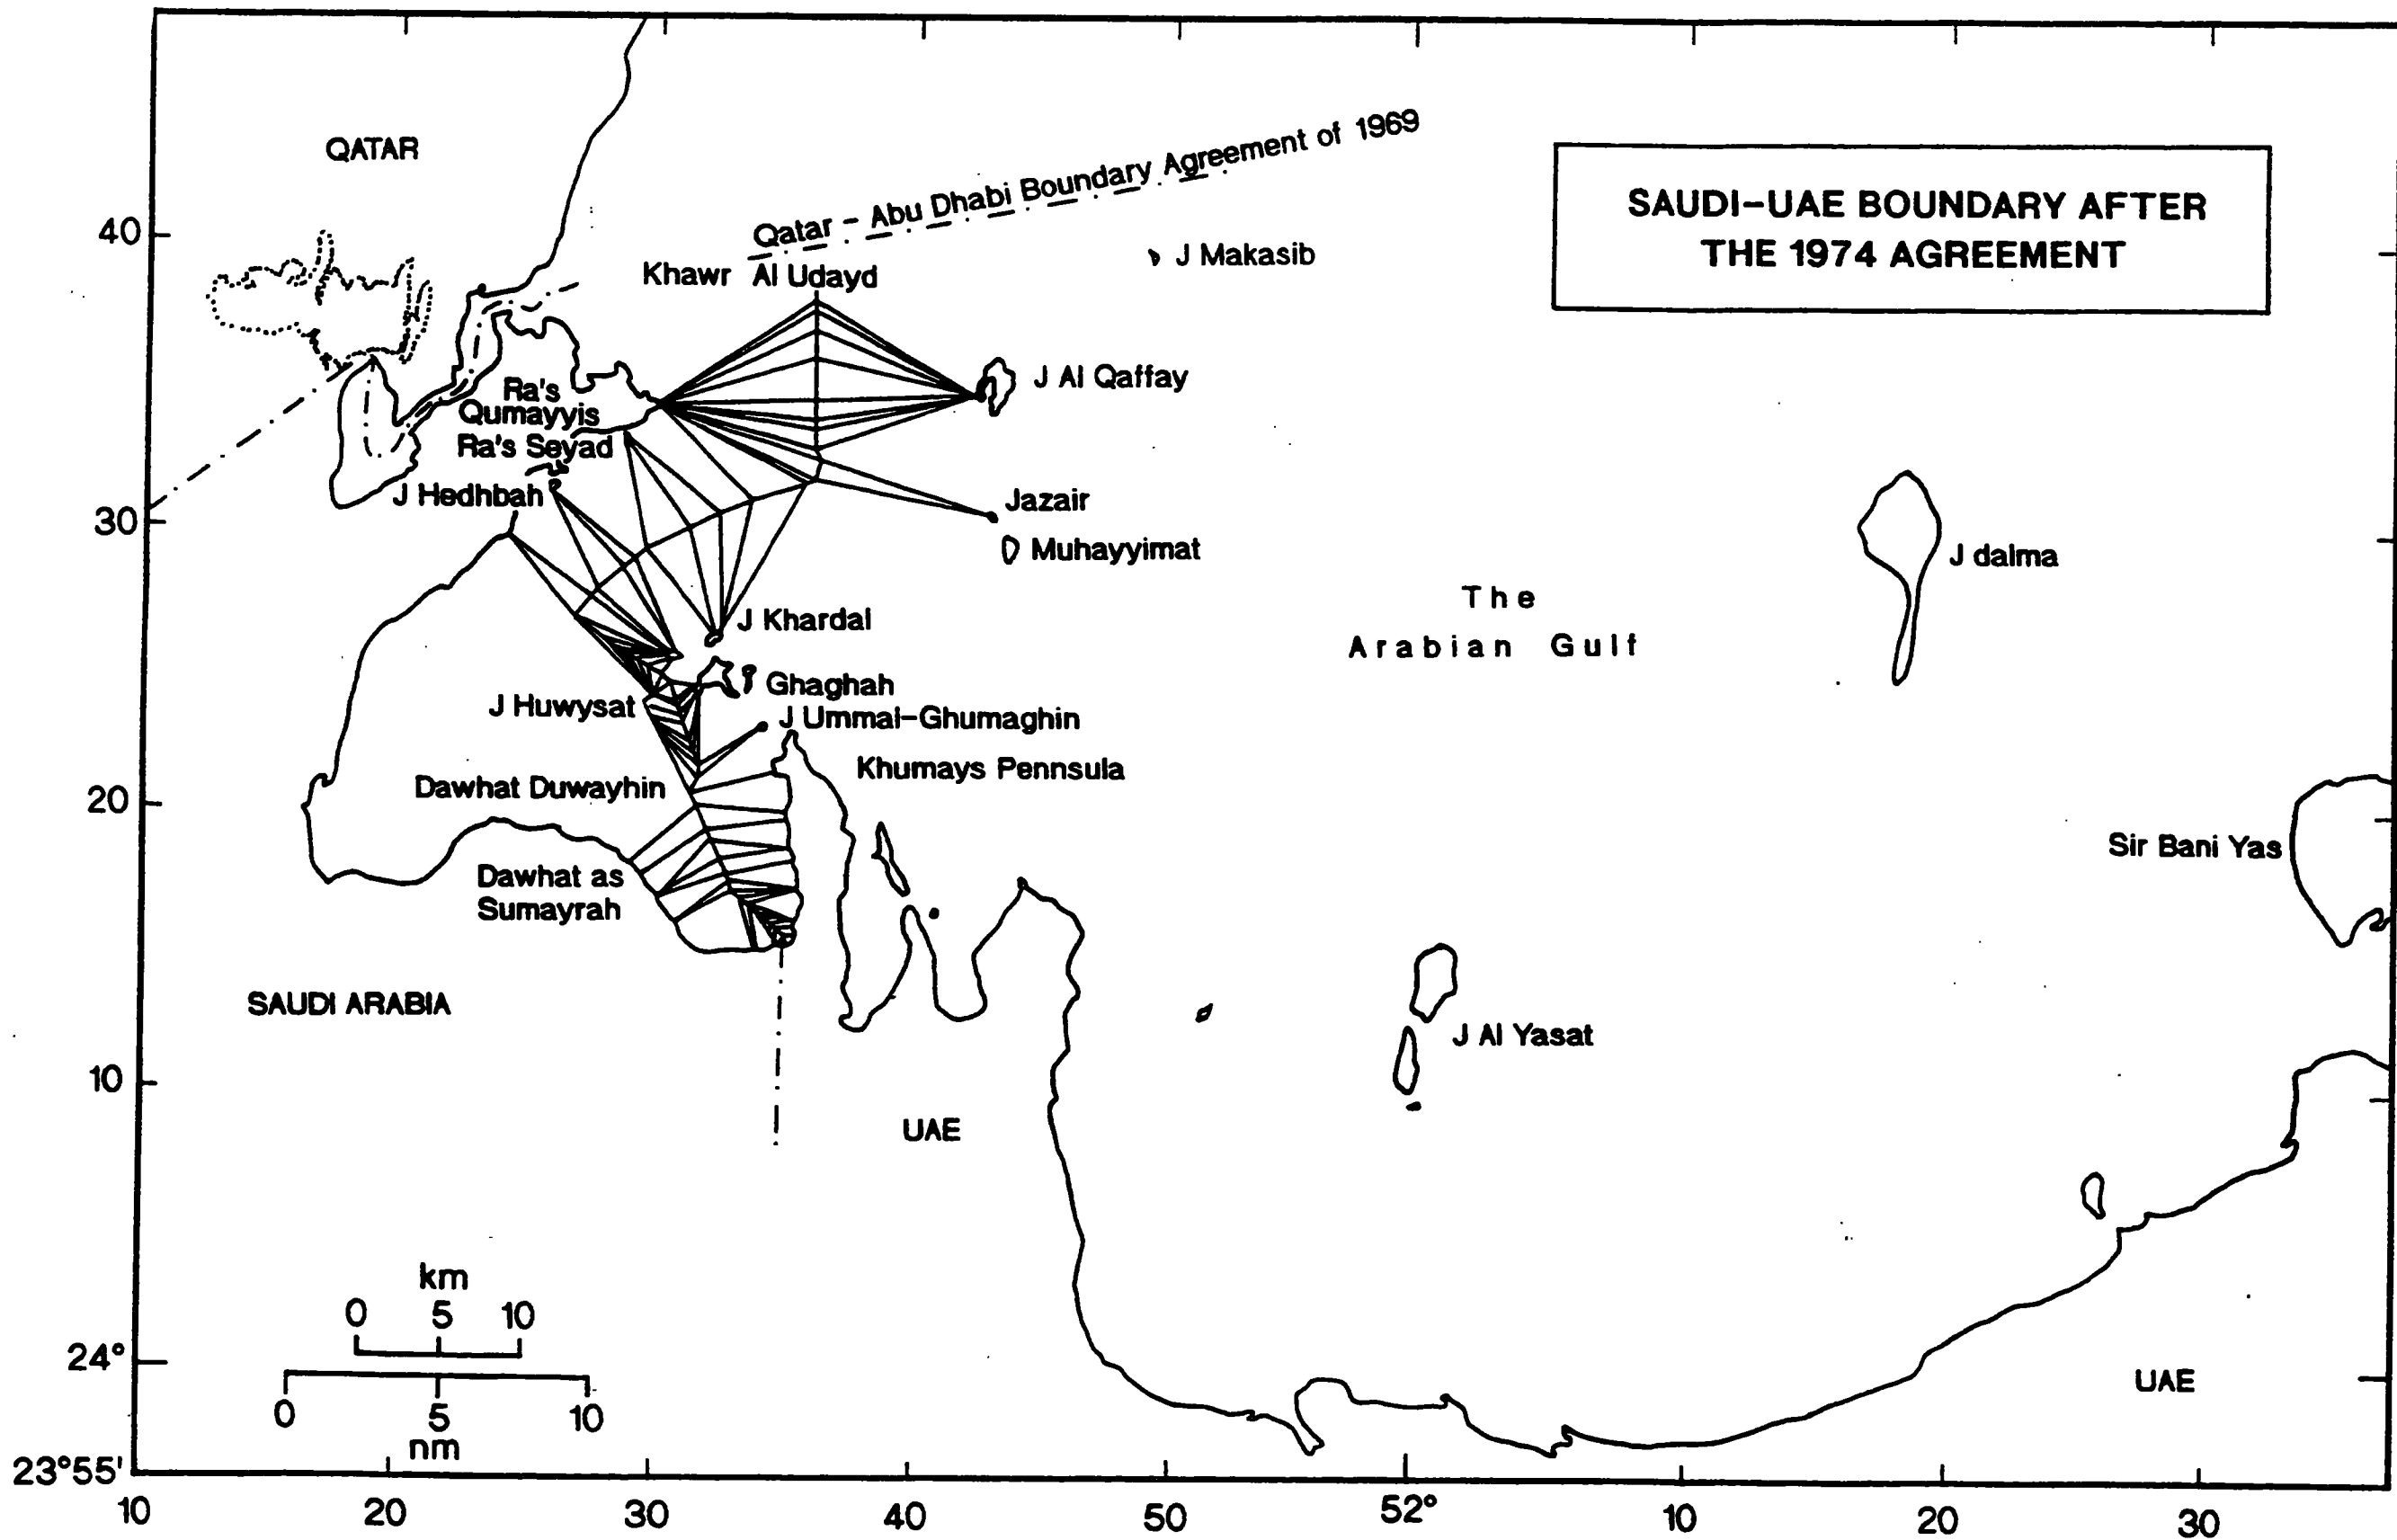 QATAR
Qatar - Abu Dhabi Boundary Agreement of 1969
SAUDI-UAE BOUNDARY AFTER
THE 1974 AGREEMENT
40
Khawr Al Udayd
J Makasib
Ra's
Qumayyis
J Al Qaffay
Ra's Seyad
J Hedhbah
30
Jazair
Muhayyimat
J dalma
The
Arabian Gulf
J Khardal
Ghaghah
J Huwysat
J Ummal-Ghumaghin
Khumays Pennsula
Dawhat Duwayhin
20
Sir Bani Yas
Dawhat as
Sumayrah
SAUDI ARABIA
J Al Yasat
10
UAE
km
0 5 10
24°
0 5 10
nm
UAE
23°55'
10 20 30 40 50 52° 10 20 30